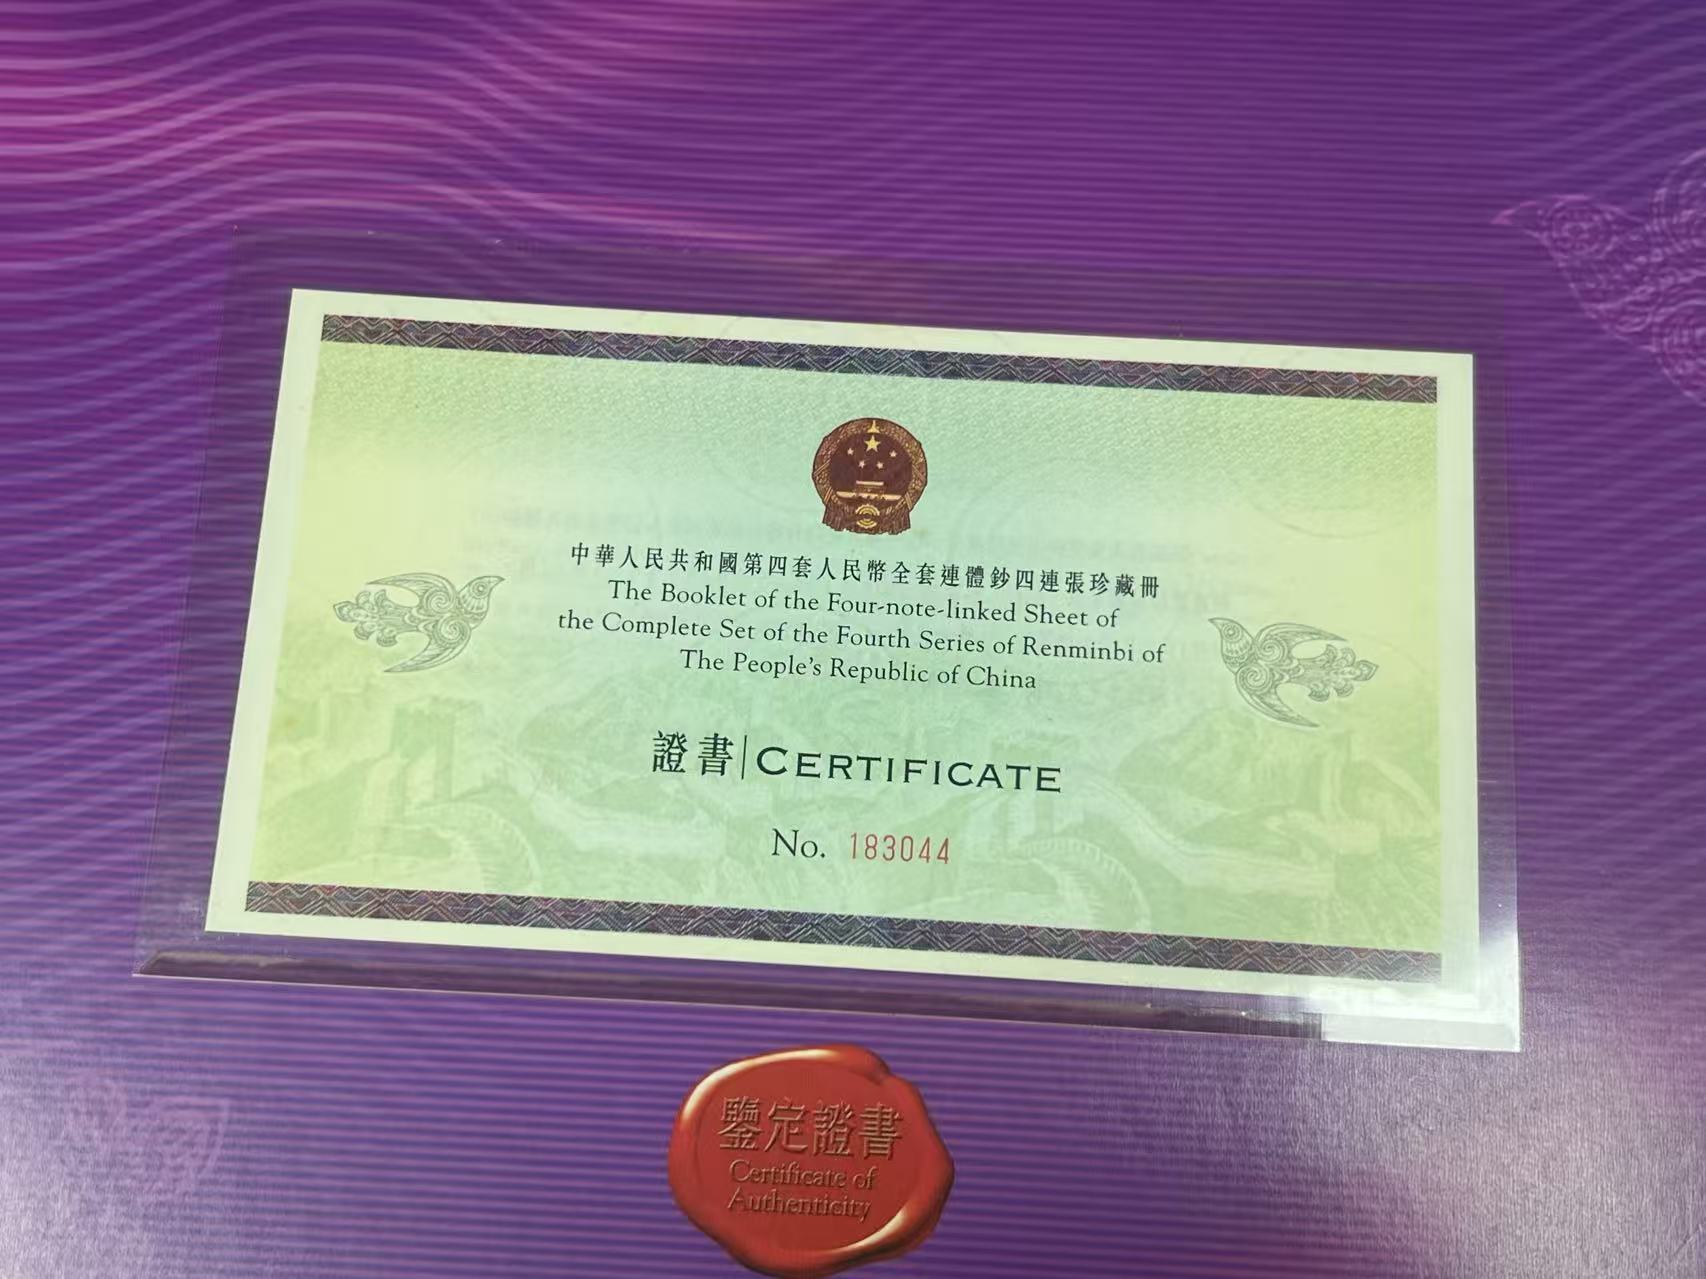 中華人民共和國第四套人民幣全套連體鈔四連張珍藏冊
The Booklet of the Four-note-linked Sheet of
the Complete Set of the Fourth Series of Renminbi of
The People's Republic of China
證書|CERTIFICATE
No. 183044
鑒定證書
Certificate of
Authenticity